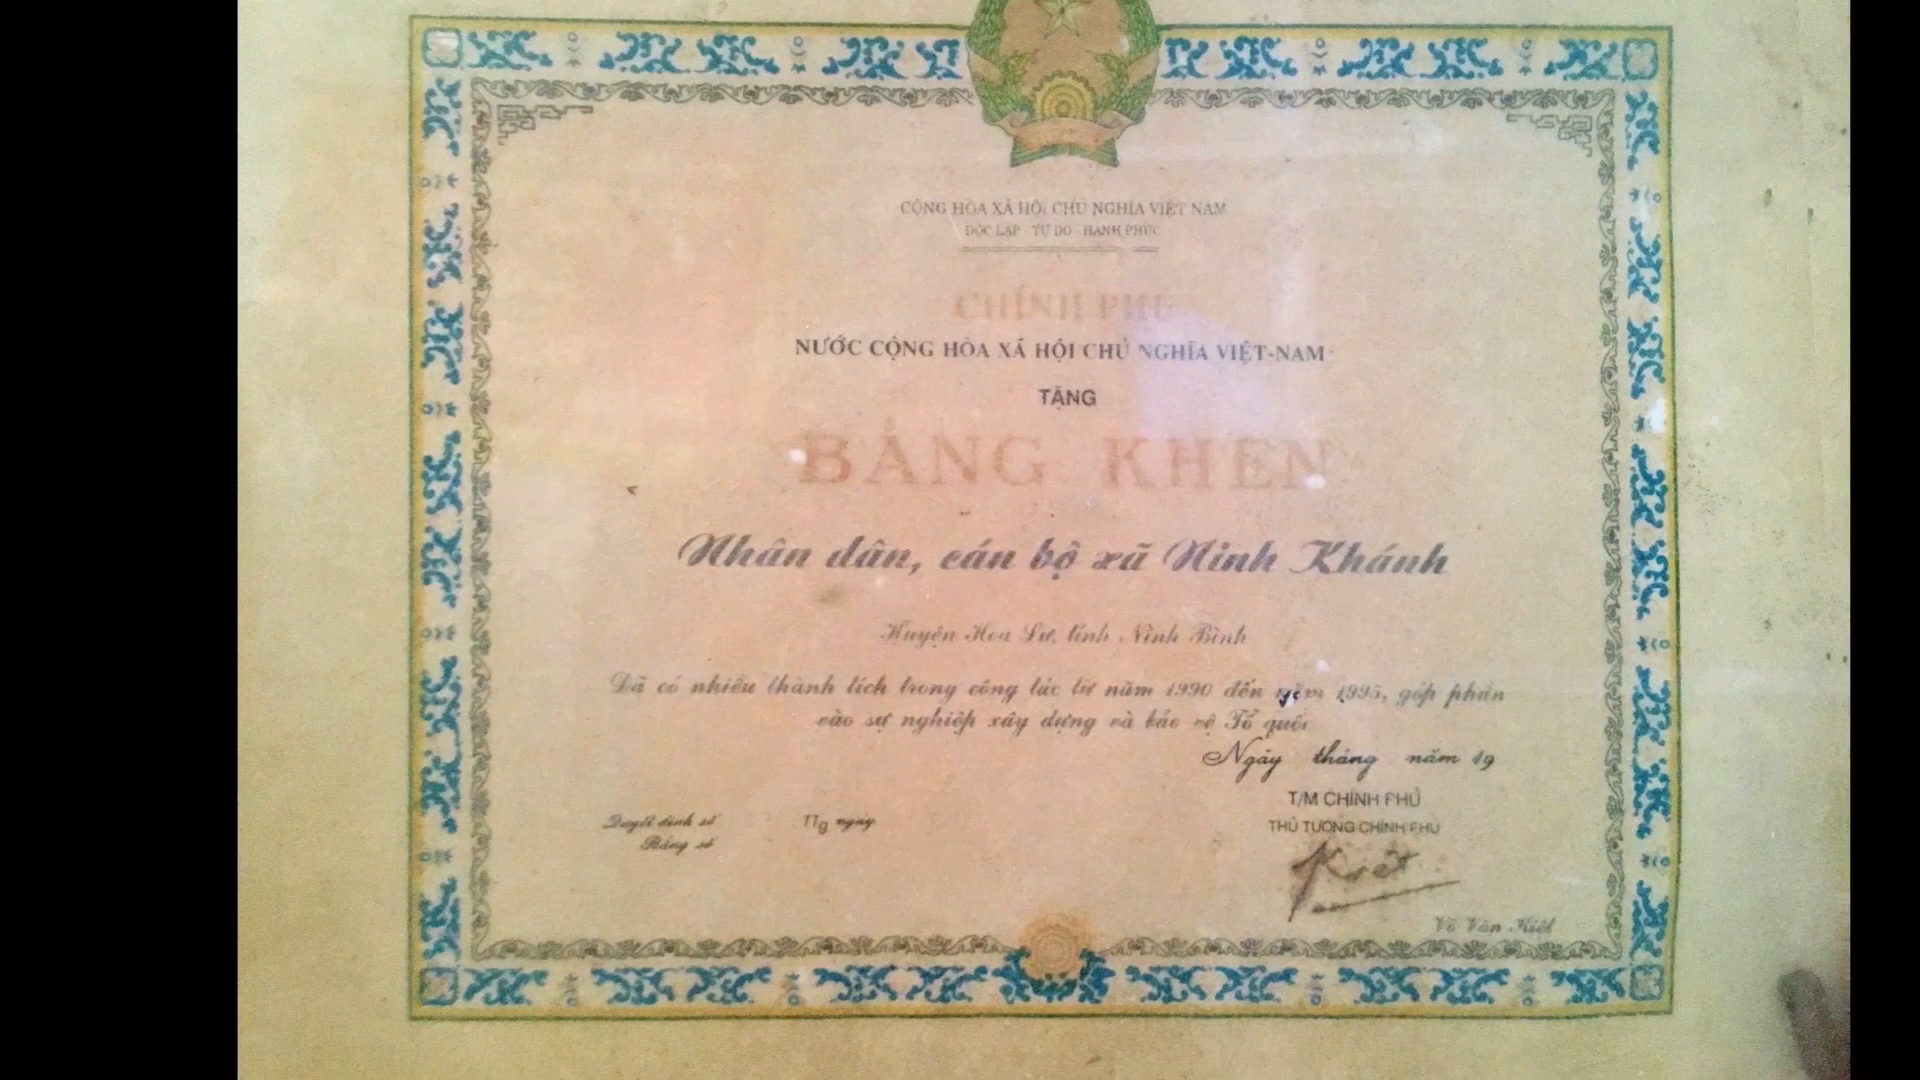 CỘNG HÒA XÃ HỘI CHỦ NGHĨA VIỆT NAM
ĐỘC LẬP - TỰ DO - HẠNH PHÚC
CHÍNH PHỦ
NƯỚC CỘNG HÒA XÃ HỘI CHỦ NGHĨA VIỆT-NAM
TẶNG
BẰNG KHEN
Nhân dân, cán bộ xã Ninh Khánh
Huyện Hoa Lư, tỉnh Ninh Bình
Đã có nhiều thành tích trong công tác từ năm 1990 đến năm 1995, góp phần
vào sự nghiệp xây dựng và bảo vệ Tổ quốc
Ngày tháng năm 19
T/M CHÍNH PHỦ
THỦ TƯỚNG CHÍNH PHỦ
Quyết định số TTg ngày
Bằng số
Kiệt
Võ Văn Kiệt